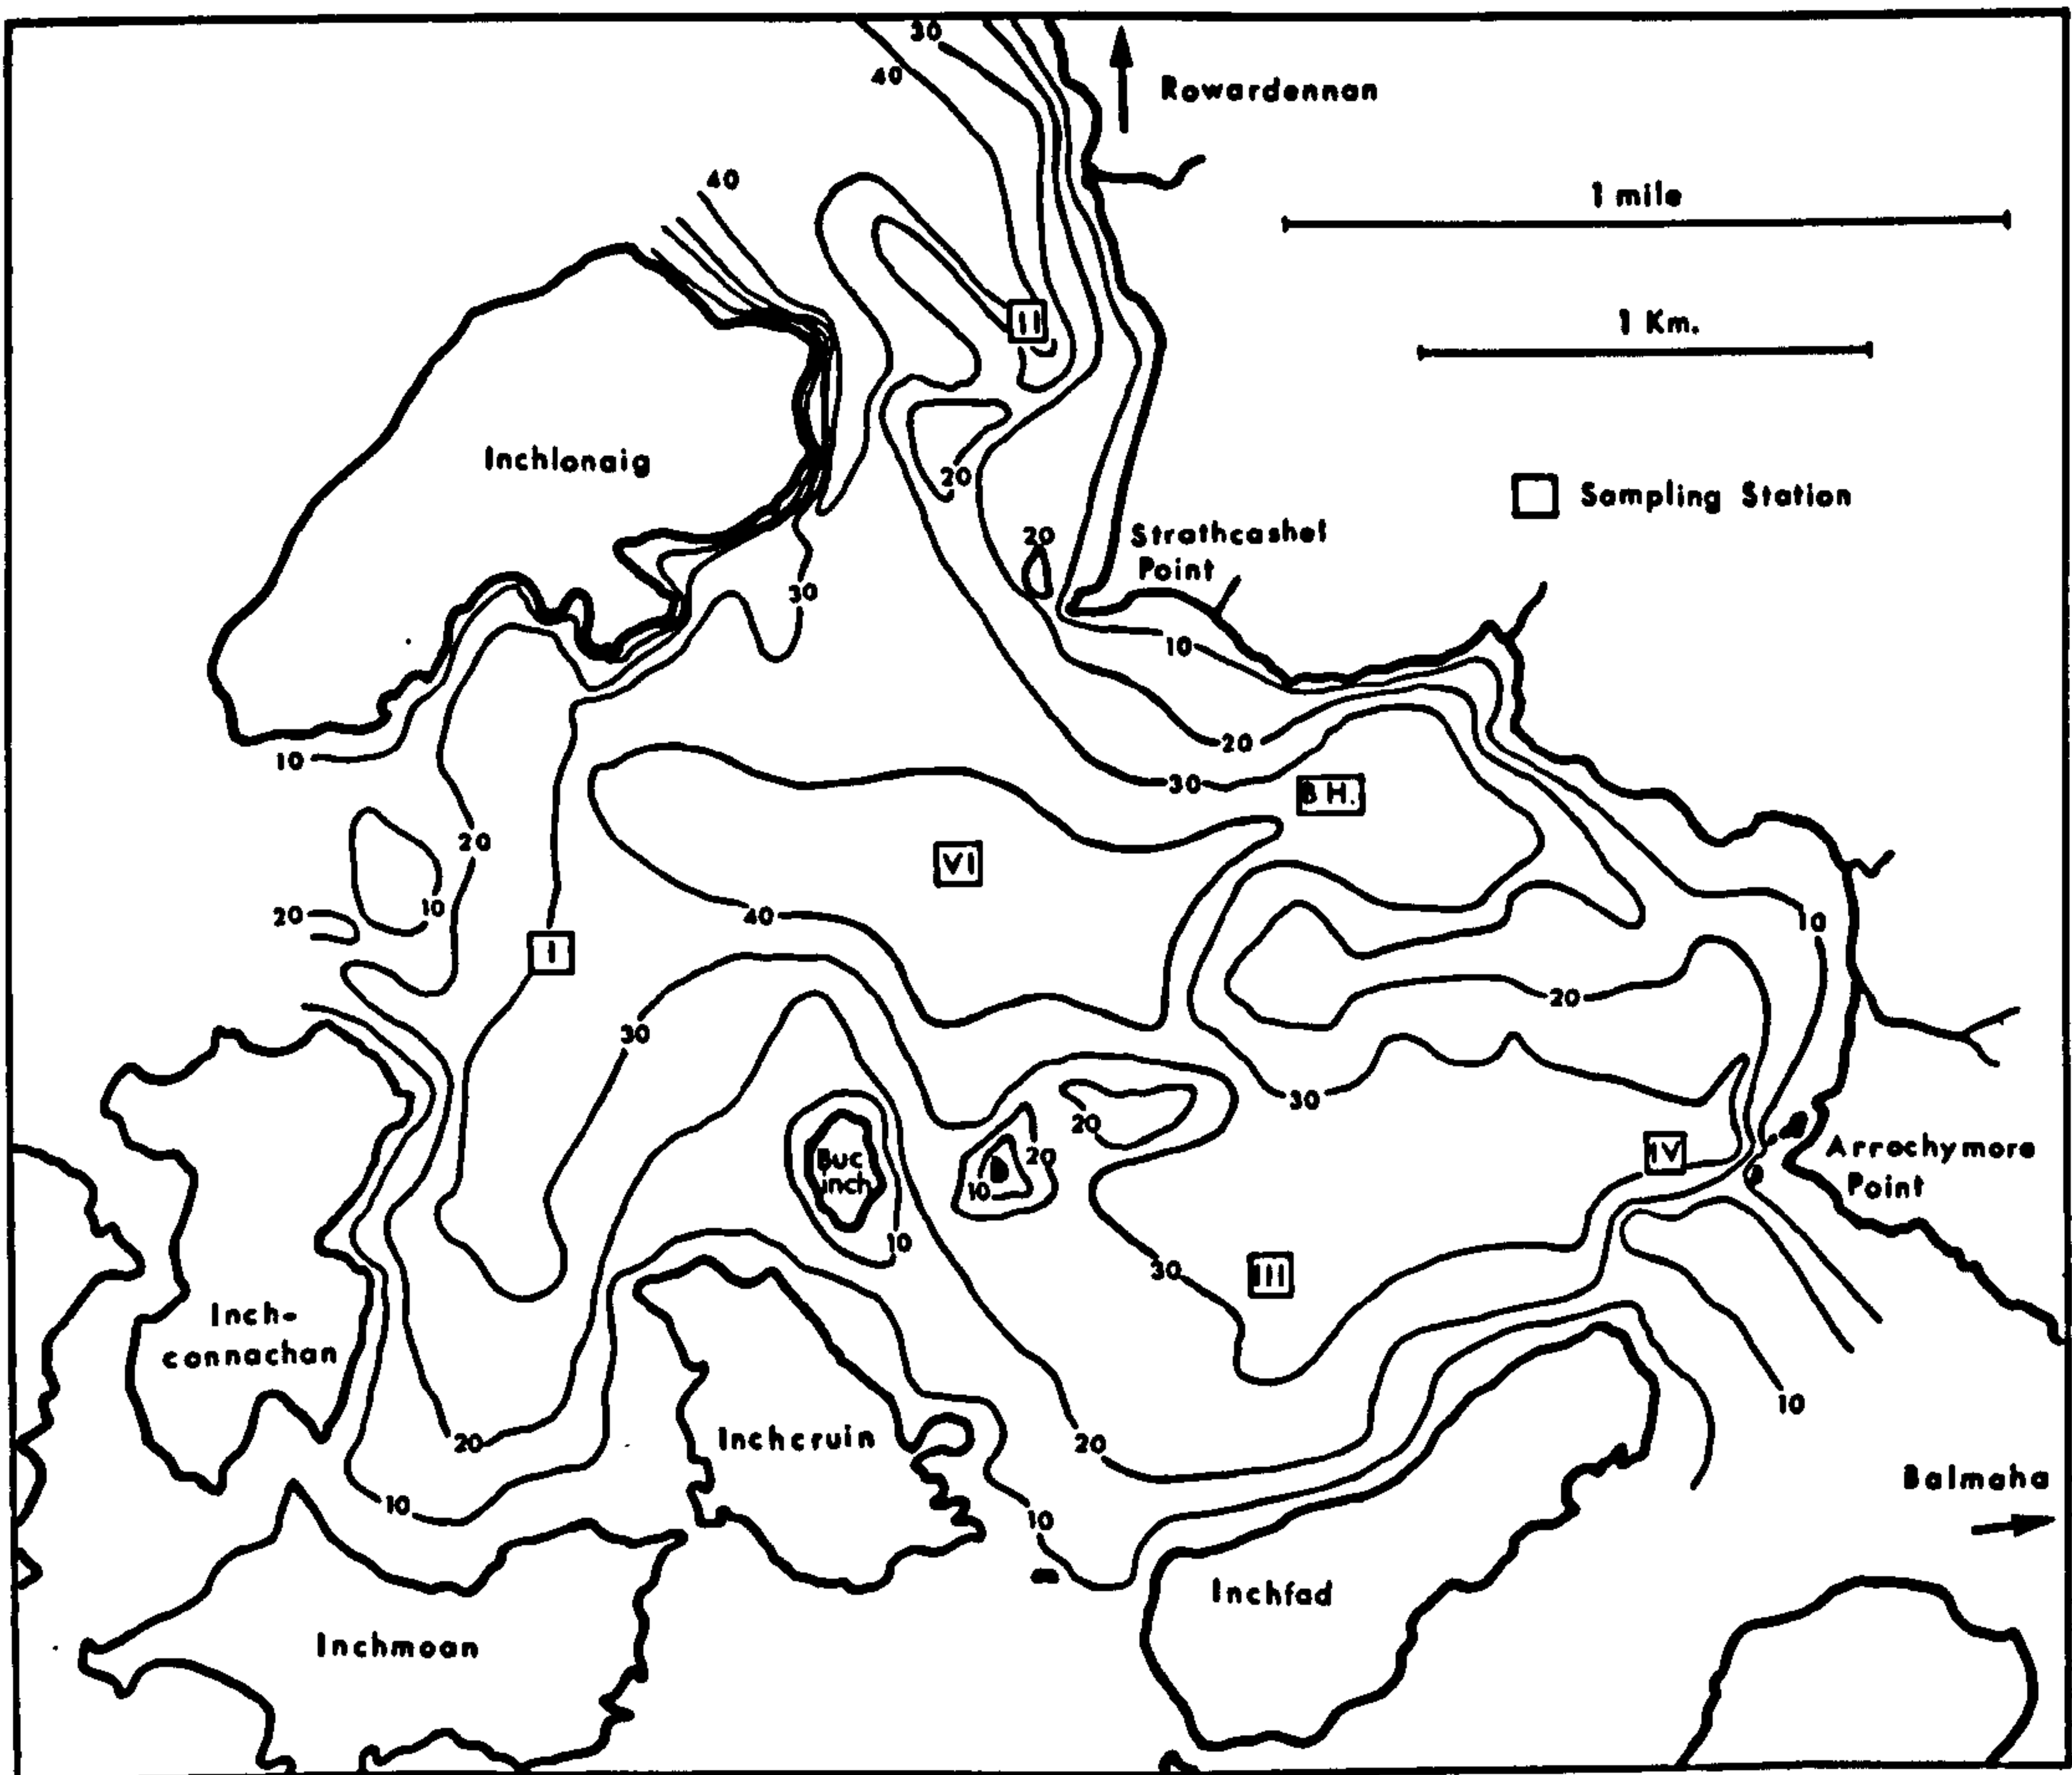 30
40
Rowardennan
40
1 mile
II
1 Km.
Inchlonaig
20
Sampling Station
20
Strathcashel
Point
30
10
10
20
30
B H.
20
VI
10
20
40
10
I
20
30
30
20
Buc
inch
20
10
IV
Arrochymore
Point
10
30
III
Inch-
connachan
10
20
Inchcruin
20
Balmaha
10
10
Inchfad
Inchmoan